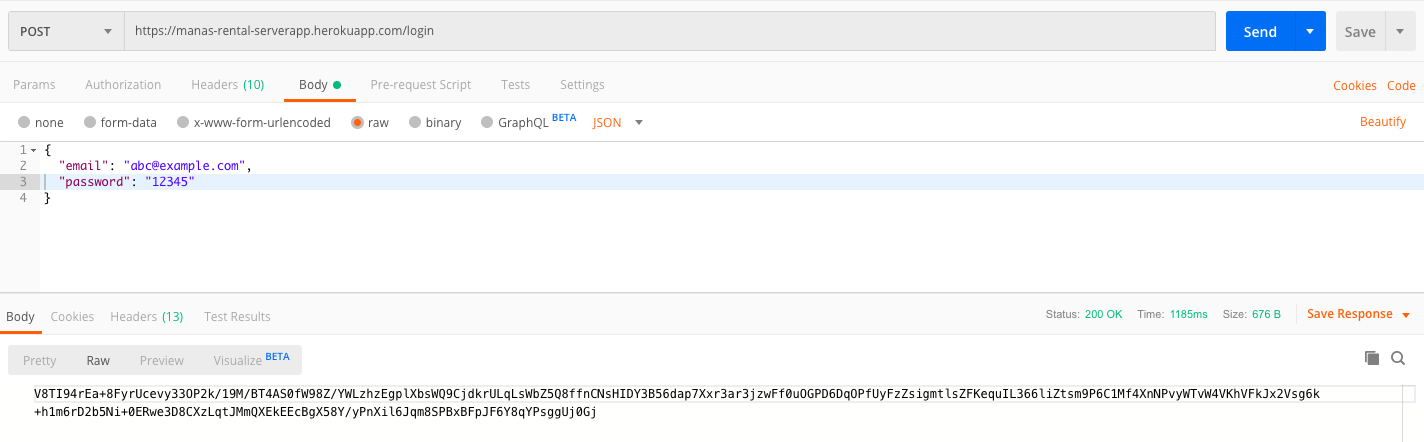 POST https://manas-rental-serverapp.herokuapp.com/login Send Save
Params Authorization Headers (10) Body Pre-request Script Tests Settings Cookies Code
none form-data x-www-form-urlencoded raw binary GraphQL BETA JSON Beautify
1 {
2 "email": "abc@example.com",
3 "password": "12345"
4 }
Body Cookies Headers (13) Test Results Status: 200 OK Time: 1185ms Size: 676 B Save Response
Pretty Raw Preview Visualize BETA
V8TI94rEa+8FyrUcevy33OP2k/19M/BT4AS0fW98Z/YWLzhzEgplXbsWQ9CjdkrULqLsWbZ5Q8ffnCNsHIDY3B56dap7Xxr3ar3jzwFf0uOGPD6DqOPfUyFzZsigmtlsZFKequIL366liZtsm9P6C1Mf4XnNPvyWTvW4VKhVFkJx2Vsg6k
+h1m6rD2b5Ni+0ERwe3D8CXzLqtJMmQXEkEEcBgX58Y/yPnXil6Jqm8SPBxBFpJF6Y8qYPsggUj0Gj